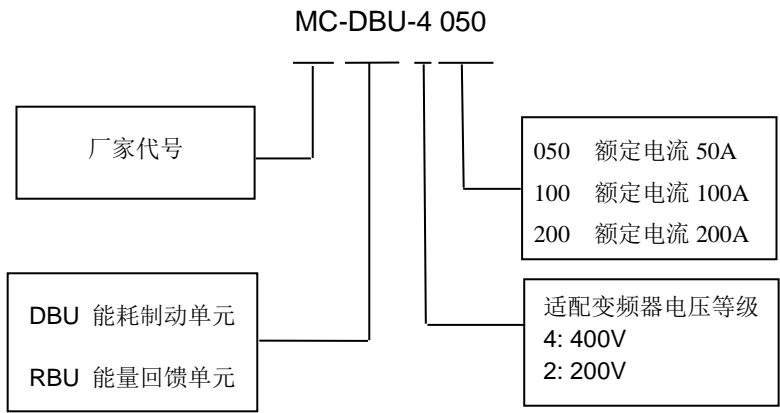 MC-DBU-4 050
厂家代号
050 额定电流 50A
100 额定电流 100A
200 额定电流 200A
DBU 能耗制动单元
RBU 能量回馈单元
适配变频器电压等级
4: 400V
2: 200V